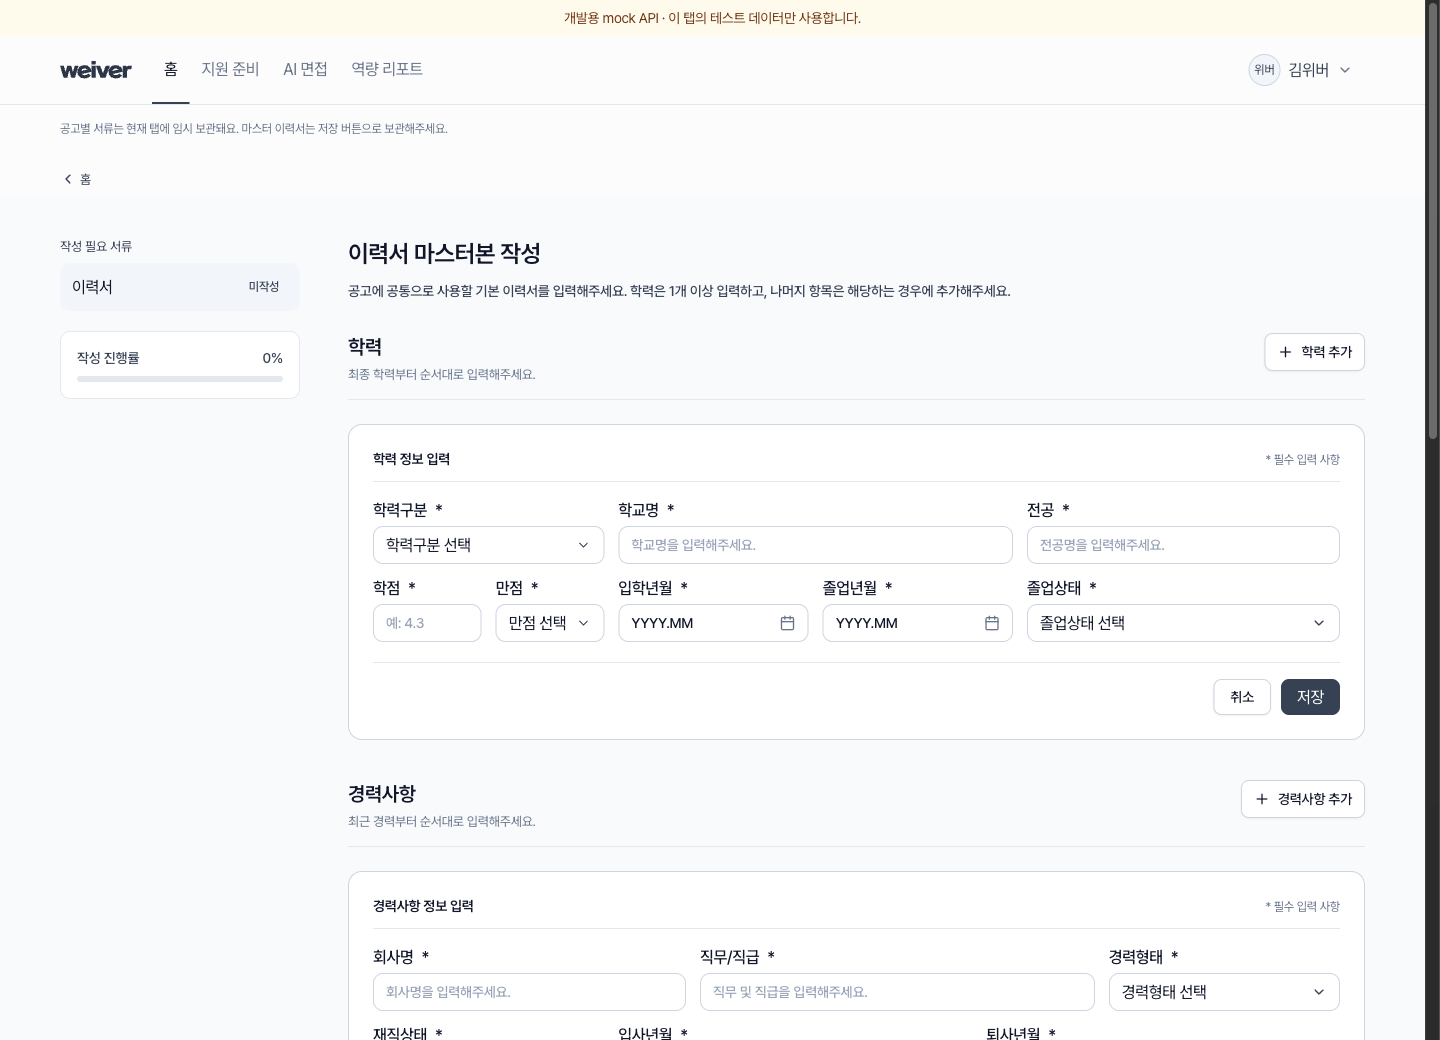 개발용 mock API · 이 탭의 테스트 데이터만 사용합니다.
weiver 홈 지원 준비 AI 면접 역량 리포트 위버 김위버
공고별 서류는 현재 탭에 임시 보관돼요. 마스터 이력서는 저장 버튼으로 보관해주세요.
홈
작성 필요 서류
이력서 미작성
작성 진행률 0%
이력서 마스터본 작성
공고에 공통으로 사용할 기본 이력서를 입력해주세요. 학력은 1개 이상 입력하고, 나머지 항목은 해당하는 경우에 추가해주세요.
학력
최종 학력부터 순서대로 입력해주세요.
학력 추가
학력 정보 입력 * 필수 입력 사항
학력구분 * 학교명 * 전공 *
학력구분 선택 학교명을 입력해주세요. 전공명을 입력해주세요.
학점 * 만점 * 입학년월 * 졸업년월 * 졸업상태 *
예: 4.3 만점 선택 YYYY.MM YYYY.MM 졸업상태 선택
취소 저장
경력사항
최근 경력부터 순서대로 입력해주세요.
경력사항 추가
경력사항 정보 입력 * 필수 입력 사항
회사명 * 직무/직급 * 경력형태 *
회사명을 입력해주세요. 직무 및 직급을 입력해주세요. 경력형태 선택
재직상태 * 입사년월 * 퇴사년월 *